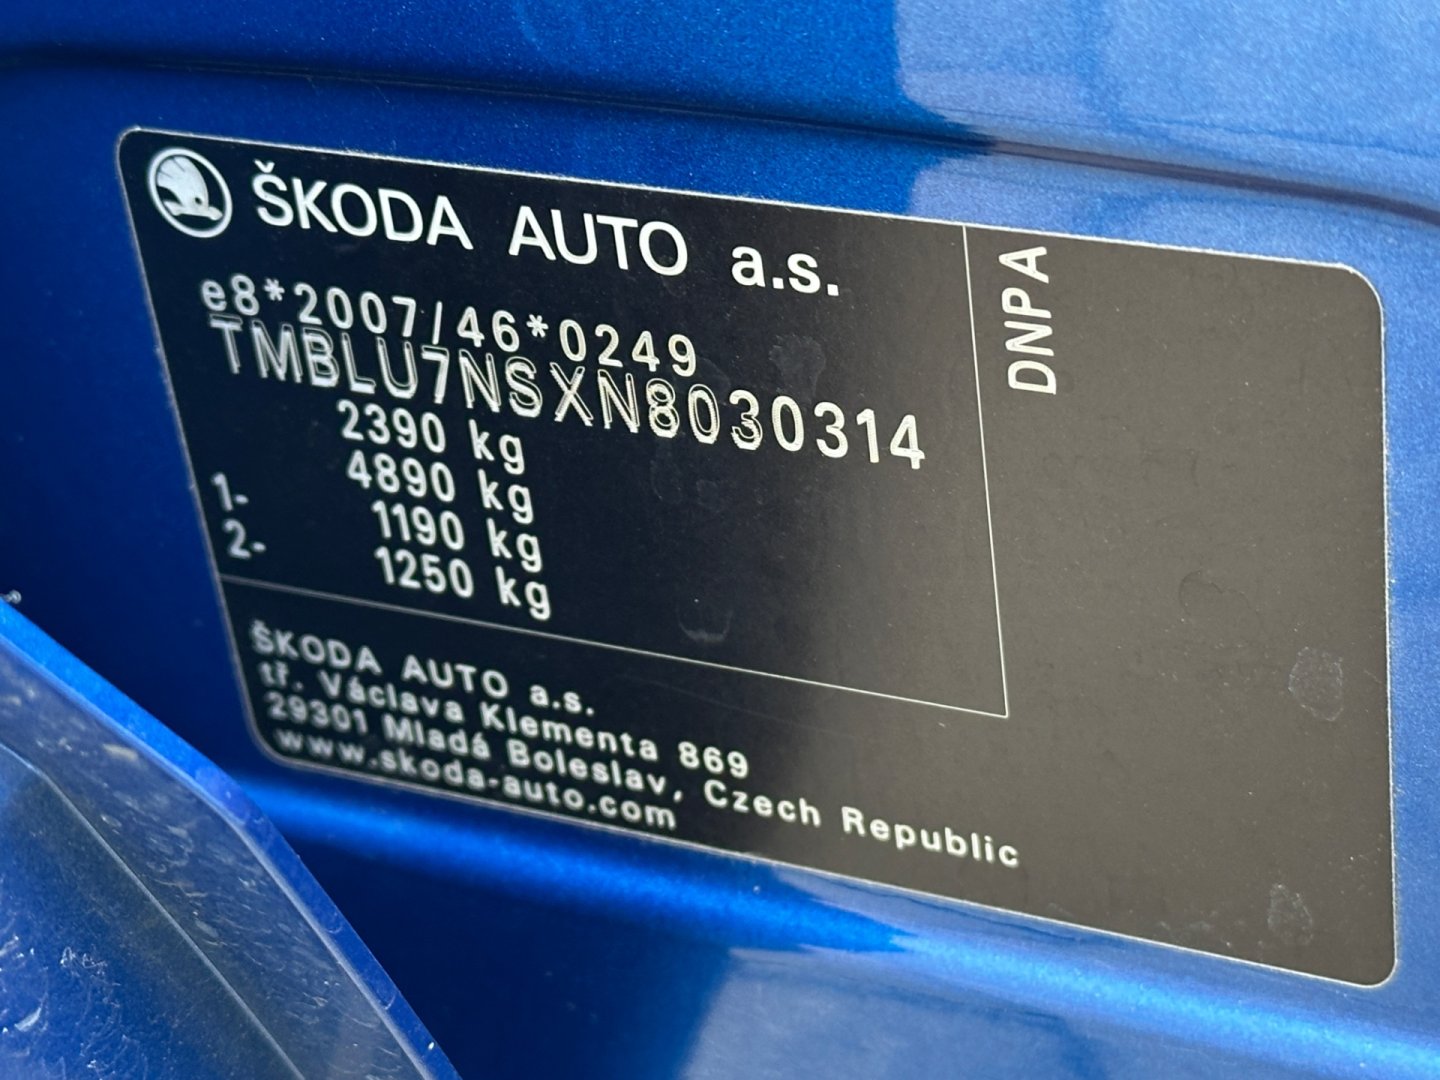 ŠKODA AUTO a.s.
e8*2007/46*0249
TMBLU7NSXN8030314
2390 kg
4890 kg
1- 1190 kg
2- 1250 kg
DNPA
ŠKODA AUTO a.s.
tř. Václava Klementa 869
29301 Mladá Boleslav, Czech Republic
www.skoda-auto.com